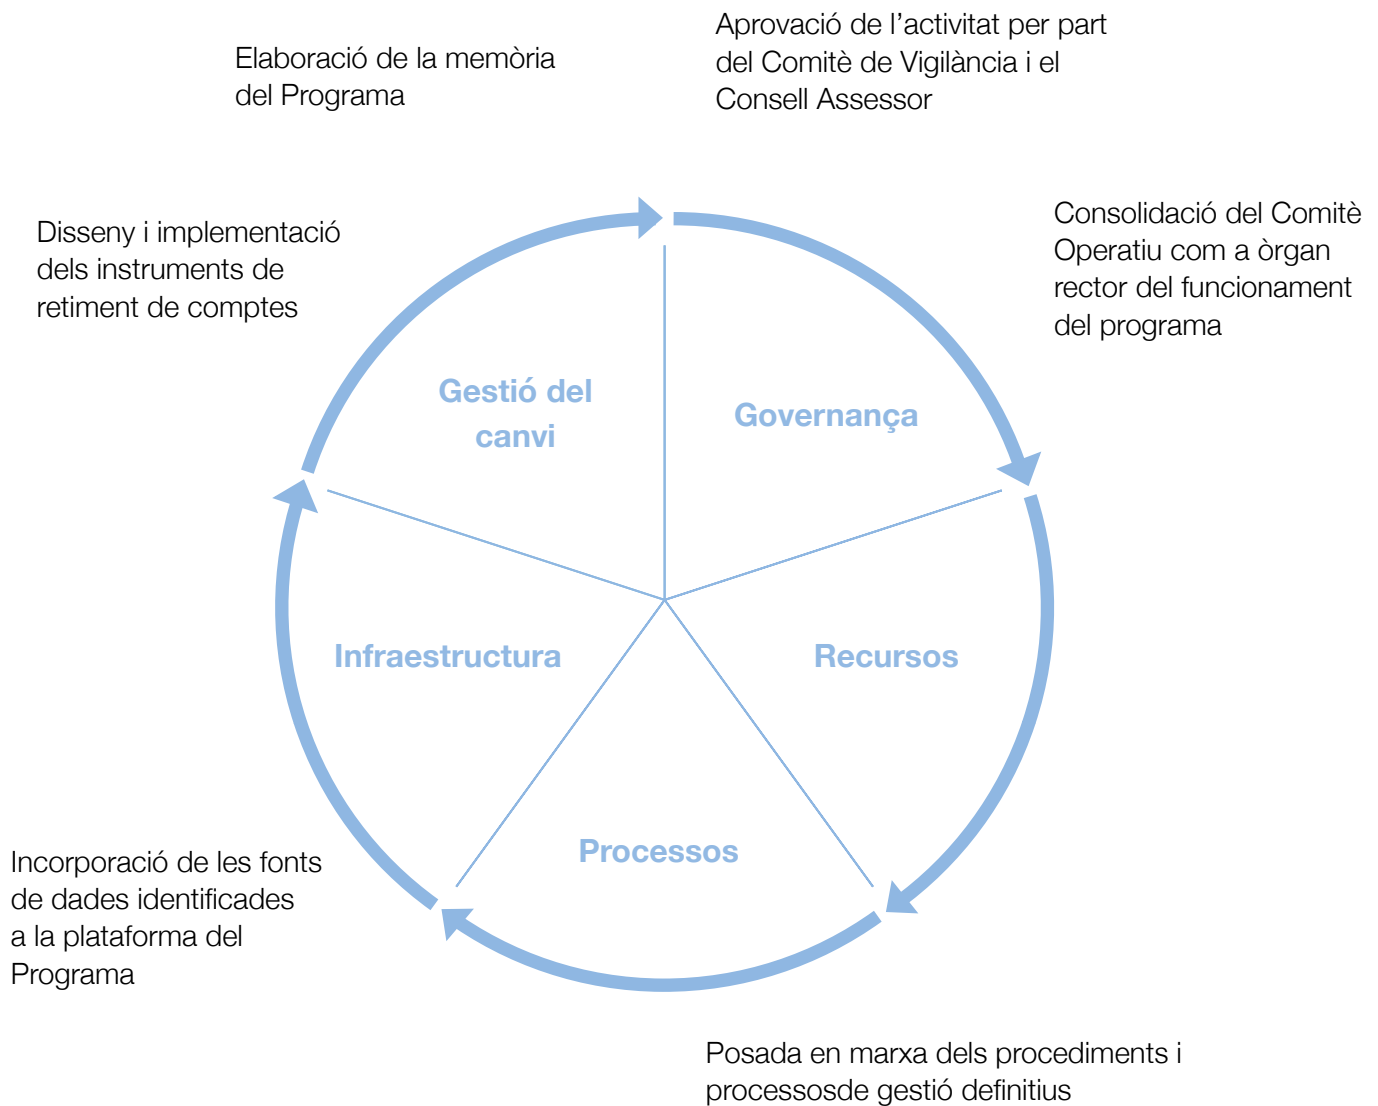 Elaboració de la memòria
del Programa
Aprovació de l’activitat per part
del Comitè de Vigilància i el
Consell Assessor
Disseny i implementació
dels instruments de
retiment de comptes
Consolidació del Comitè
Operatiu com a òrgan
rector del funcionament
del programa
Gestió del
canvi
Governança
Infraestructura
Recursos
Processos
Incorporació de les fonts
de dades identificades
a la plataforma del
Programa
Posada en marxa dels procediments i
processosde gestió definitius